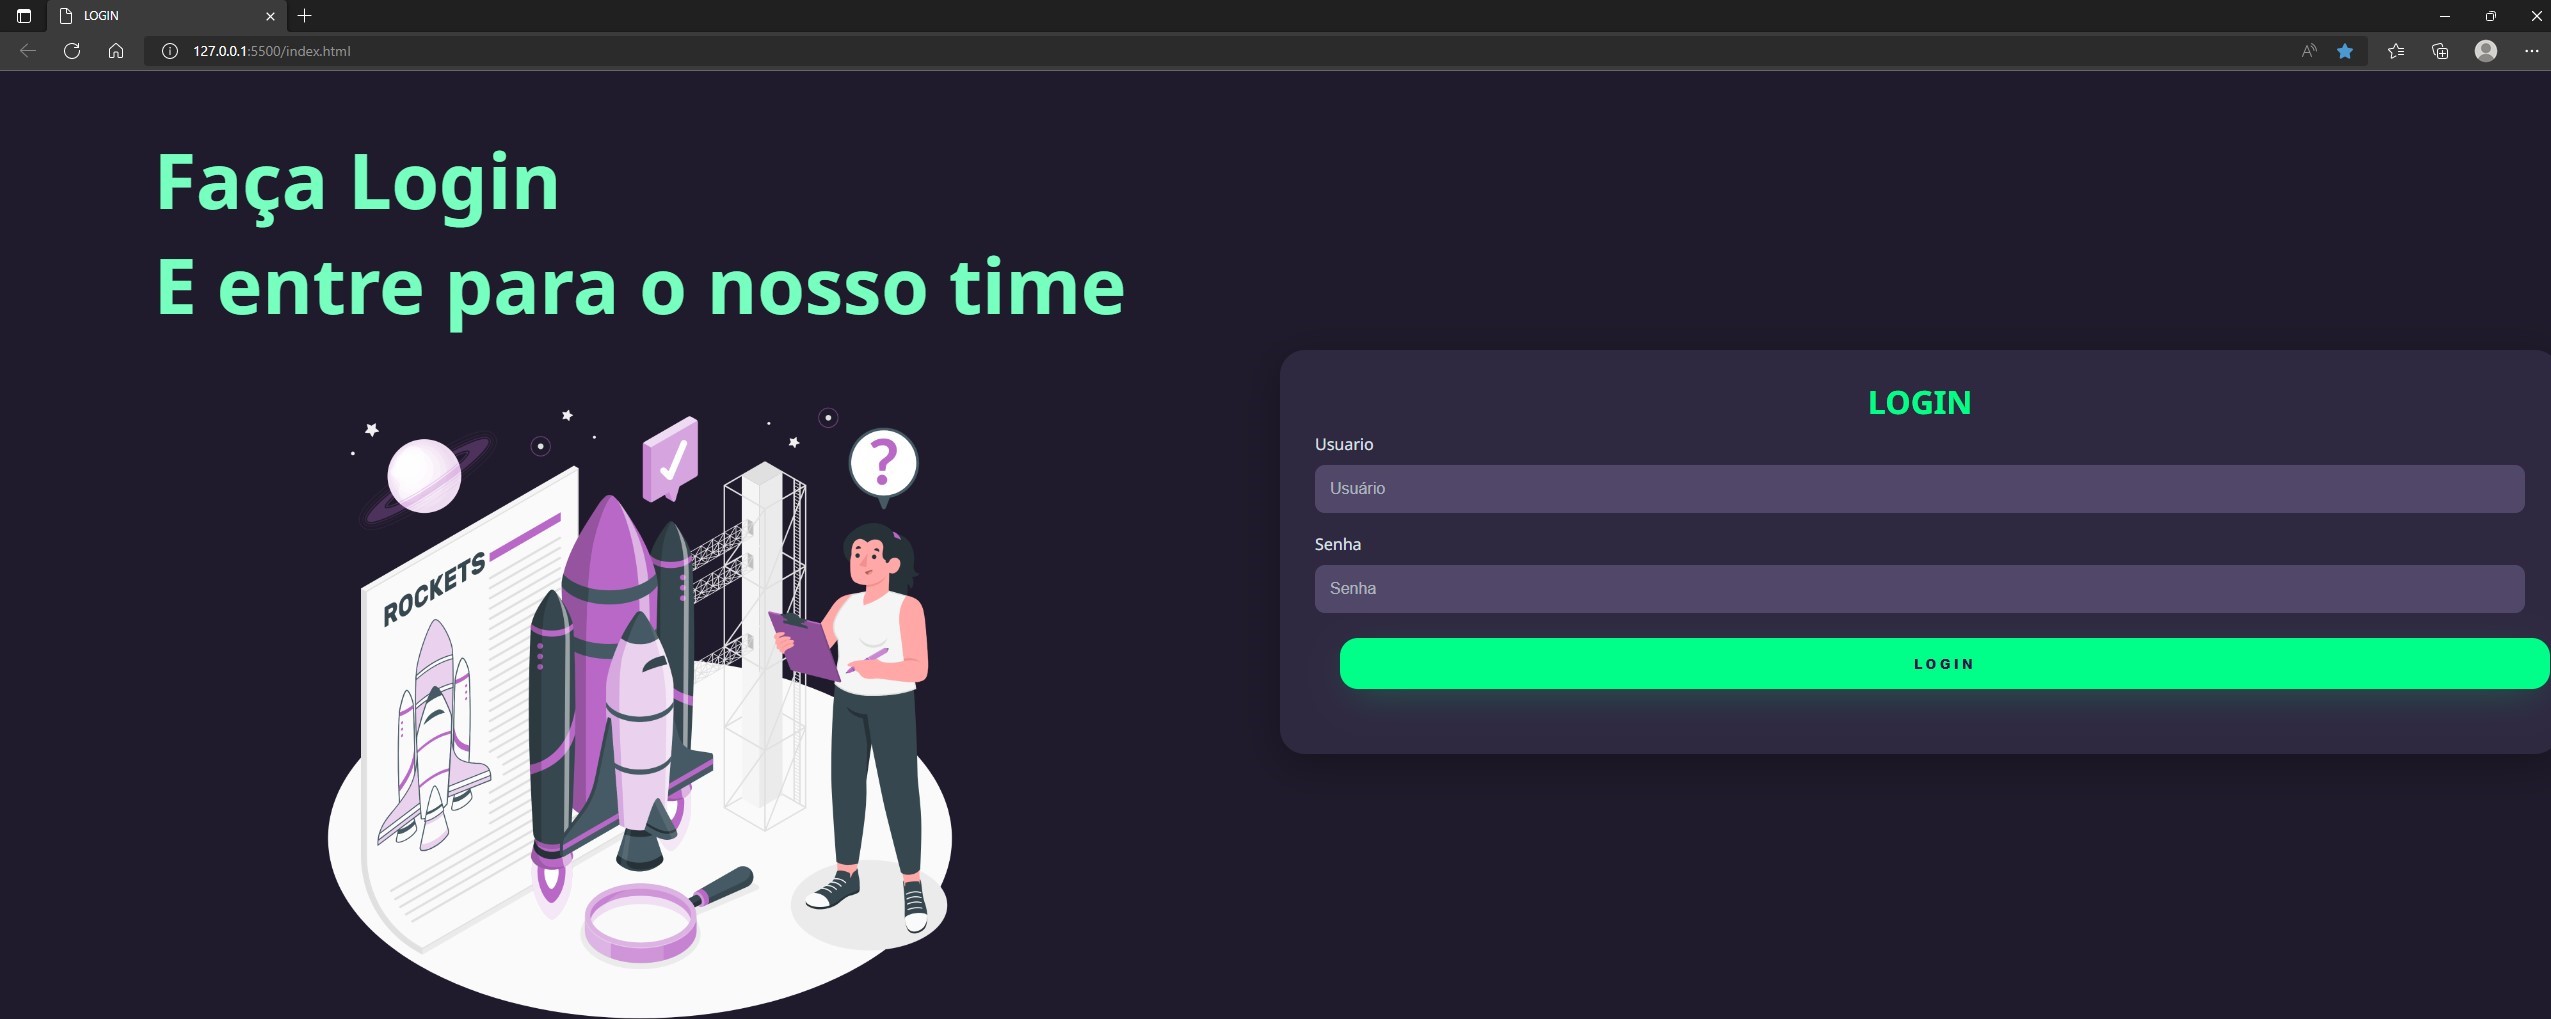 LOGIN
127.0.0.1:5500/index.html
Faça Login
E entre para o nosso time
ROCKETS
?
LOGIN
Usuario
Usuário
Senha
Senha
LOGIN